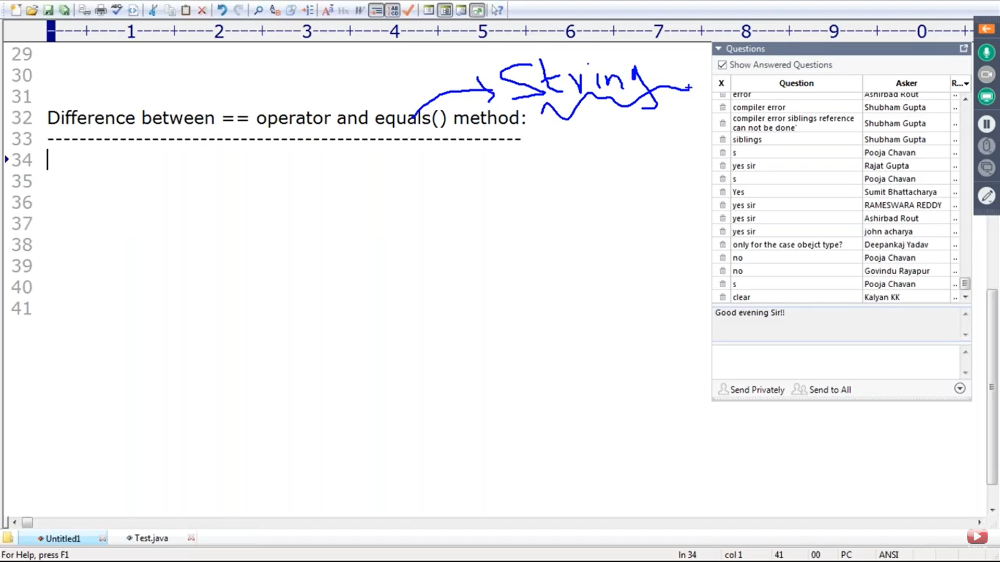 ----+----1----+----2----+----3----+----4----+----5----+----6----+----7----+----8----+----9----+----0----+
29
30
31
String
32 Difference between == operator and equals() method:
33 -----------------------------------------------------------
34
35
36
37
38
39
40
41
Questions
Show Answered Questions
X Question Asker R...
error Ashirbad Rout
compiler error Shubham Gupta ..
compiler error siblings reference can not be done' Shubham Gupta ..
siblings Shubham Gupta ..
s Pooja Chavan ..
yes sir Rajat Gupta ..
s Pooja Chavan ..
Yes Sumit Bhattacharya ..
yes sir RAMESWARA REDDY ..
yes sir Ashirbad Rout ..
yes sir john acharya ..
only for the case obejct type? Deepankaj Yadav ..
no Pooja Chavan ..
no Govindu Rayapur ..
s Pooja Chavan ..
clear Kalyan KK ..
Good evening Sir!!
Send Privately Send to All
Untitled1 Test.java
For Help, press F1 ln 34 col 1 41 00 PC ANSI